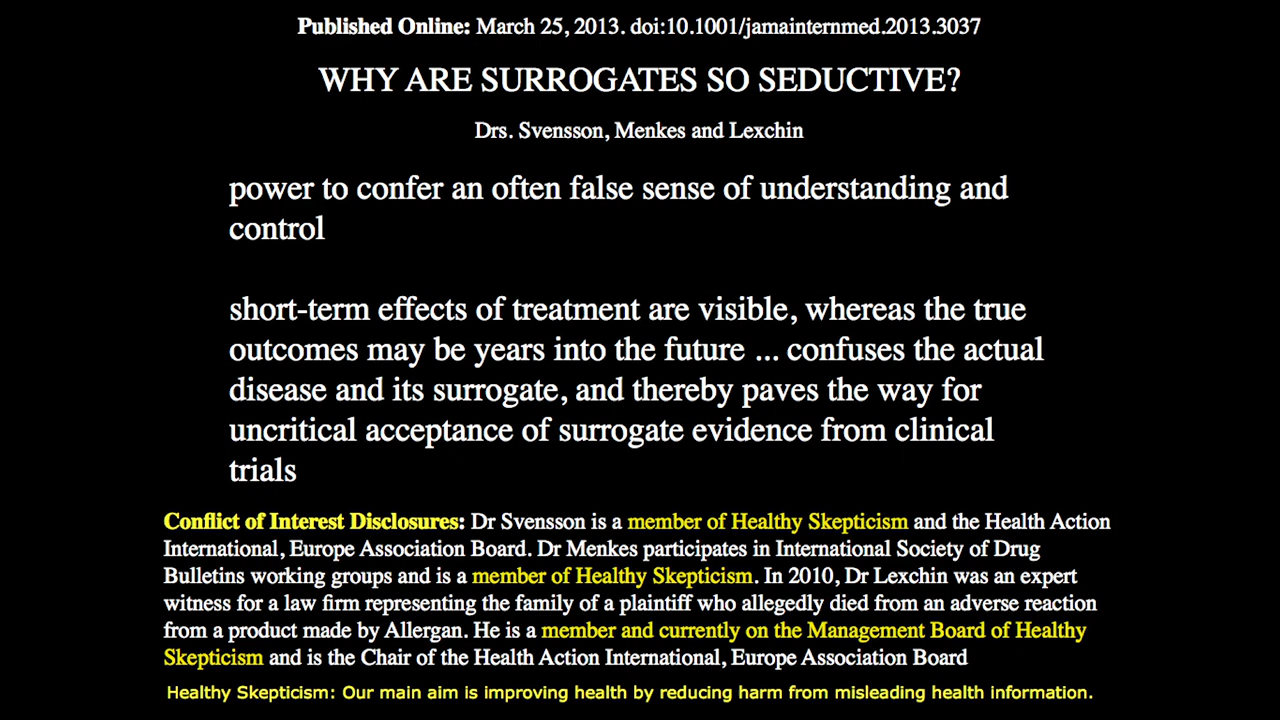 Published Online: March 25, 2013. doi:10.1001/jamainternmed.2013.3037
WHY ARE SURROGATES SO SEDUCTIVE?
Drs. Svensson, Menkes and Lexchin
power to confer an often false sense of understanding and
control
short-term effects of treatment are visible, whereas the true
outcomes may be years into the future ... confuses the actual
disease and its surrogate, and thereby paves the way for
uncritical acceptance of surrogate evidence from clinical
trials
Conflict of Interest Disclosures: Dr Svensson is a member of Healthy Skepticism and the Health Action
International, Europe Association Board. Dr Menkes participates in International Society of Drug
Bulletins working groups and is a member of Healthy Skepticism. In 2010, Dr Lexchin was an expert
witness for a law firm representing the family of a plaintiff who allegedly died from an adverse reaction
from a product made by Allergan. He is a member and currently on the Management Board of Healthy
Skepticism and is the Chair of the Health Action International, Europe Association Board
Healthy Skepticism: Our main aim is improving health by reducing harm from misleading health information.